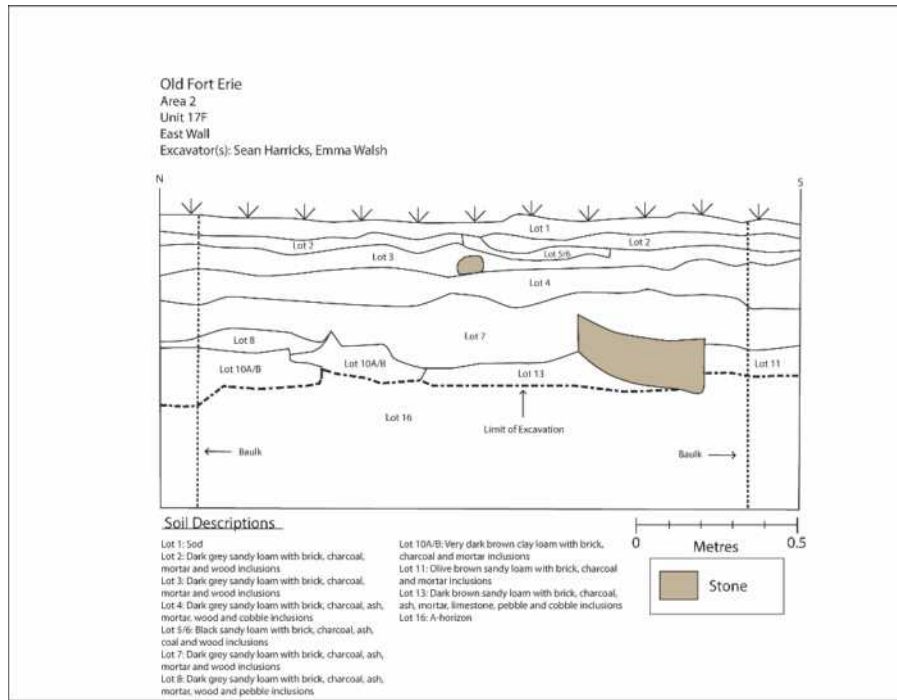 Old Fort Erie
Area 2
Unit 17F
East Wall
Excavator(s): Sean Harricks, Emma Walsh
N
S
Lot 1
Lot 2
Lot 2
Lot 3
Lot 5/6
Lot 4
Lot 7
Lot 8
Lot 10A/B
Lot 10A/B
Lot 13
Lot 11
Lot 16
Limit of Excavation
Baulk
Baulk
Soil Descriptions
Lot 1: Sod
Lot 2: Dark grey sandy loam with brick, charcoal,
mortar and wood inclusions
Lot 3: Dark grey sandy loam with brick, charcoal,
mortar and wood inclusions
Lot 4: Dark grey sandy loam with brick, charcoal, ash,
mortar, wood and cobble inclusions
Lot 5/6: Black sandy loam with brick, charcoal, ash,
coal and wood inclusions
Lot 7: Dark grey sandy loam with brick, charcoal, ash,
mortar and wood inclusions
Lot 8: Dark grey sandy loam with brick, charcoal, ash,
mortar, wood and pebble inclusions
Lot 10A/B: Very dark brown clay loam with brick,
charcoal and mortar inclusions
Lot 11: Olive brown sandy loam with brick, charcoal
and mortar inclusions
Lot 13: Dark brown sandy loam with brick, charcoal,
ash, mortar, limestone, pebble and cobble inclusions
Lot 16: A-horizon
0 Metres 0.5
Stone